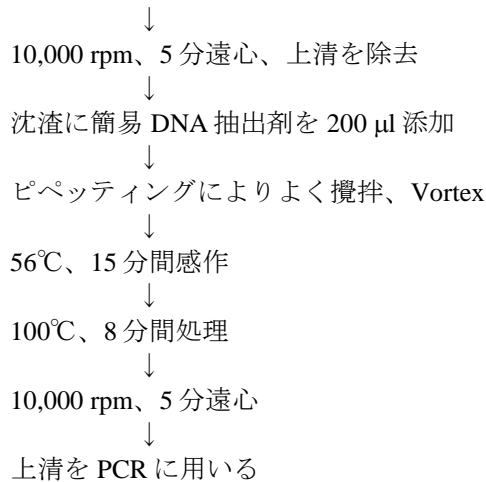 ↓
10,000 rpm、5 分遠心、上清を除去
↓
沈渣に簡易 DNA 抽出剤を 200 μl 添加
↓
ピペッティングによりよく攪拌、Vortex
↓
56℃、15 分間感作
↓
100℃、8 分間処理
↓
10,000 rpm、5 分遠心
↓
上清を PCR に用いる